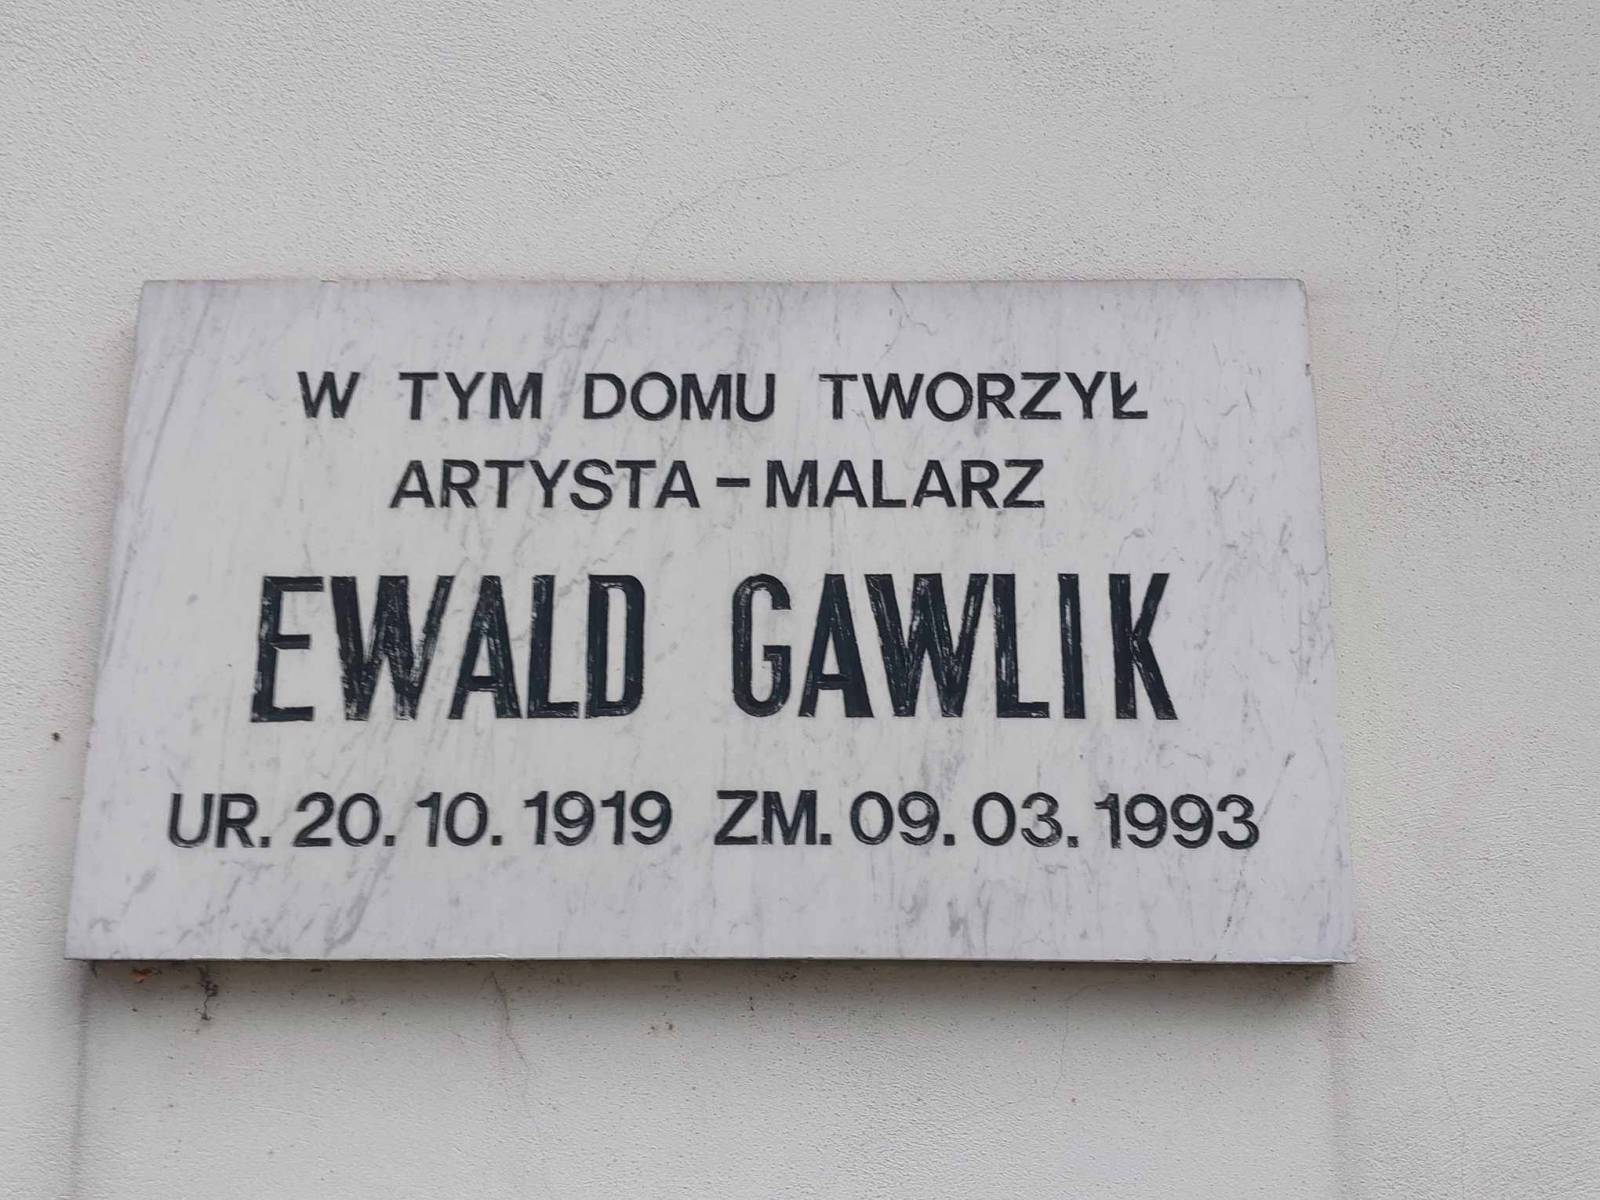 W TYM DOMU TWORZYŁ
ARTYSTA - MALARZ
EWALD GAWLIK
UR. 20. 10. 1919 ZM. 09. 03. 1993